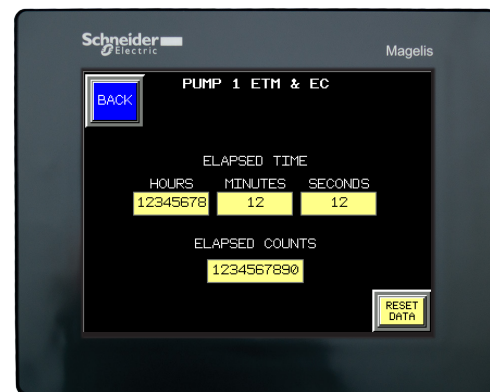 Schneider
Electric
Magelis
BACK
PUMP 1 ETM & EC
ELAPSED TIME
HOURS MINUTES SECONDS
12345678 12 12
ELAPSED COUNTS
1234567890
RESET
DATA